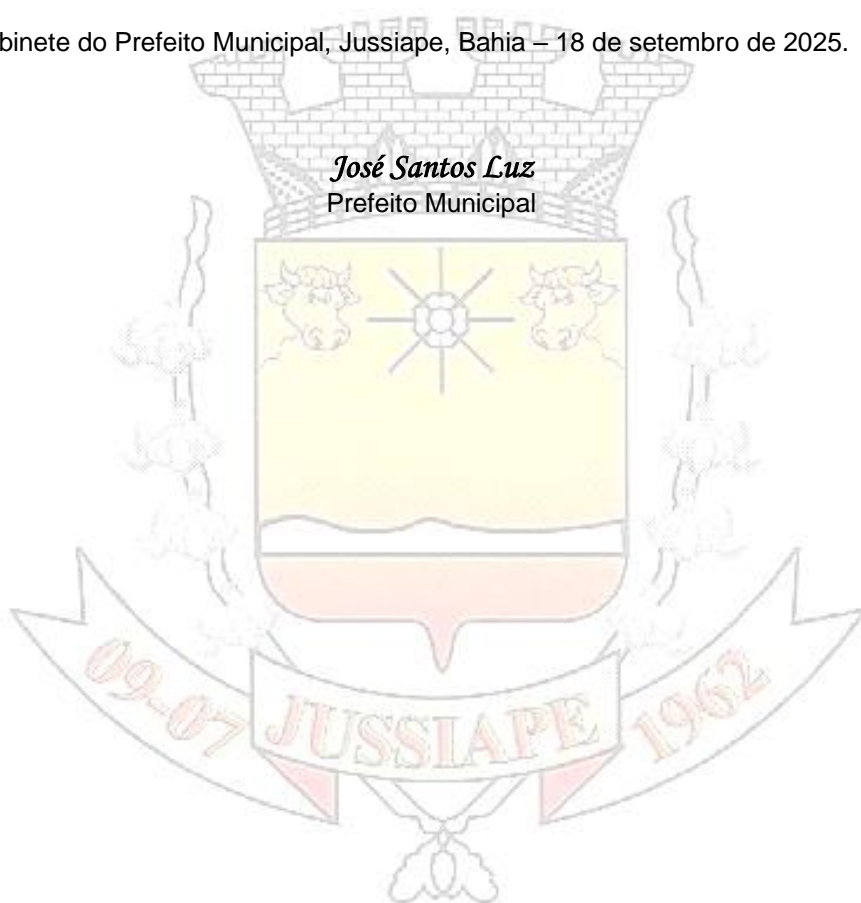 binete do Prefeito Municipal, Jussiape, Bahia – 18 de setembro de 2025.
José Santos Luz
Prefeito Municipal
09-07 JUSSIAPE 1962